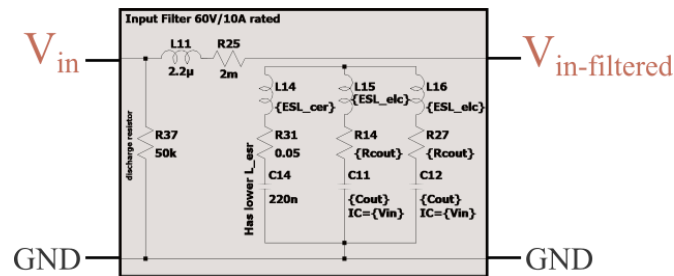 Input Filter 60V/10A rated
Vin
L11
2.2µ
R25
2m
Vin-filtered
L14
{ESL_cer}
L15
{ESL_elc}
L16
{ESL_elc}
discharge resistor
R37
50k
Has lower L_esr
R31
0.05
R14
{Rcout}
R27
{Rcout}
C14
220n
C11
{Cout}
IC={Vin}
C12
{Cout}
IC={Vin}
GND
GND